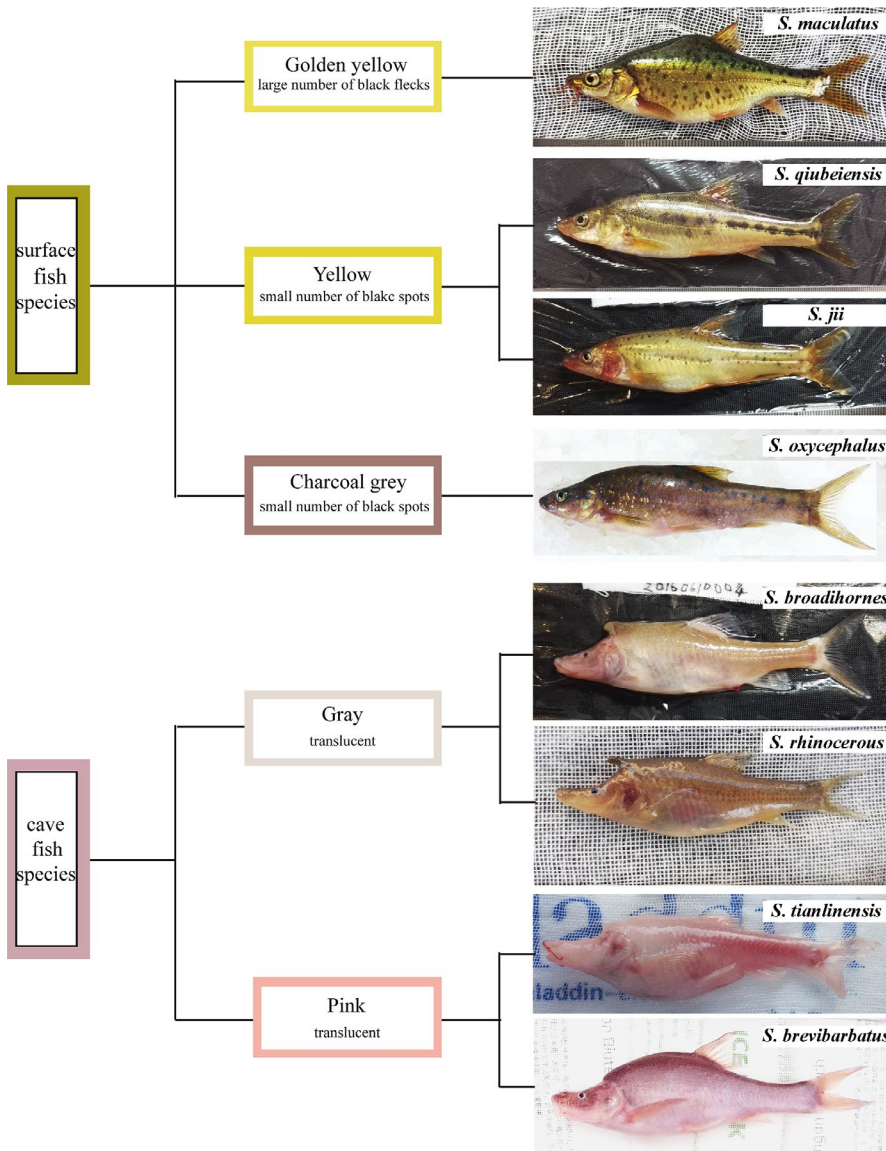 S. maculatus
Golden yellow
large number of black flecks
S. qiubeiensis
surface
fish
species
Yellow
small number of blakc spots
S. jii
S. oxycephalus
Charcoal grey
small number of black spots
20150610004
S. broadihornes
Gray
translucent
S. rhinocerous
cave
fish
species
S. tianlinensis
laddin
Pink
translucent
S. brevibarbatus